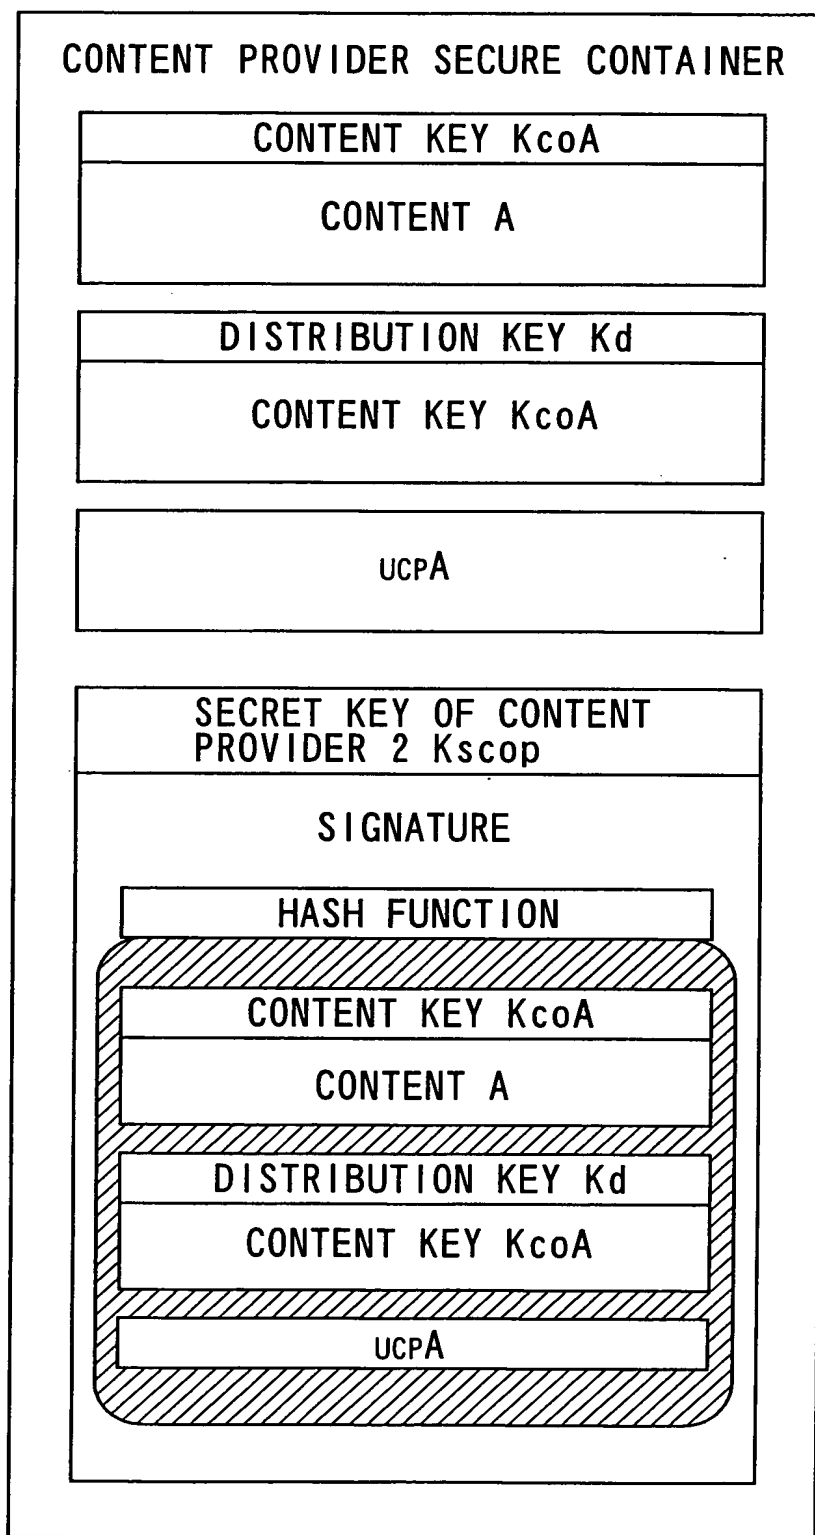 CONTENT PROVIDER SECURE CONTAINER
CONTENT KEY KcoA
CONTENT A
DISTRIBUTION KEY Kd
CONTENT KEY KcoA
UCPA
SECRET KEY OF CONTENT
PROVIDER 2 Kscop
SIGNATURE
HASH FUNCTION
CONTENT KEY KcoA
CONTENT A
DISTRIBUTION KEY Kd
CONTENT KEY KcoA
UCPA